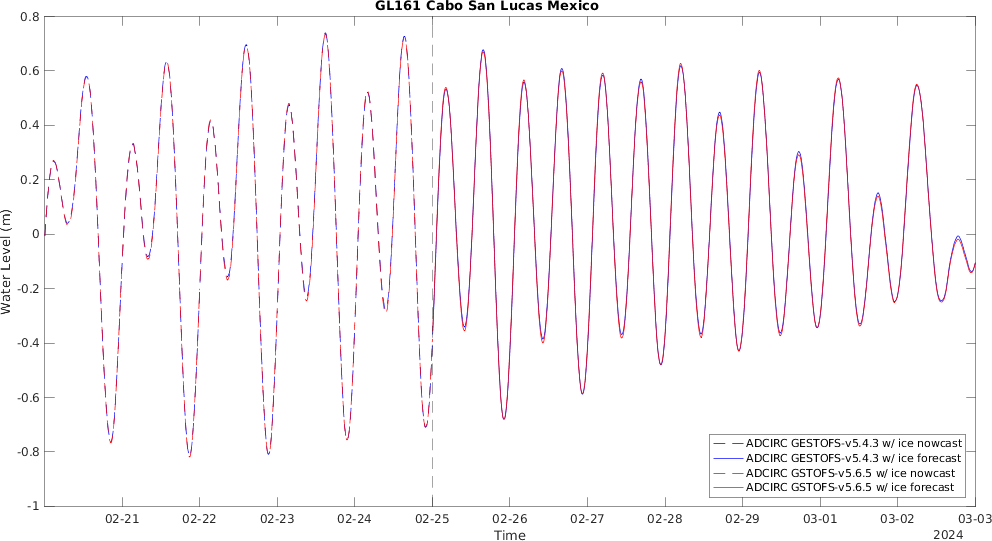 GL161 Cabo San Lucas Mexico
0.8
0.6
0.4
0.2
0
-0.2
-0.4
-0.6
-0.8
-1
Water Level (m)
02-21 02-22 02-23 02-24 02-25 02-26 02-27 02-28 02-29 03-01 03-02 03-03
Time
2024
ADCIRC GESTOFS-v5.4.3 w/ ice nowcast
ADCIRC GESTOFS-v5.4.3 w/ ice forecast
ADCIRC GSTOFS-v5.6.5 w/ ice nowcast
ADCIRC GSTOFS-v5.6.5 w/ ice forecast